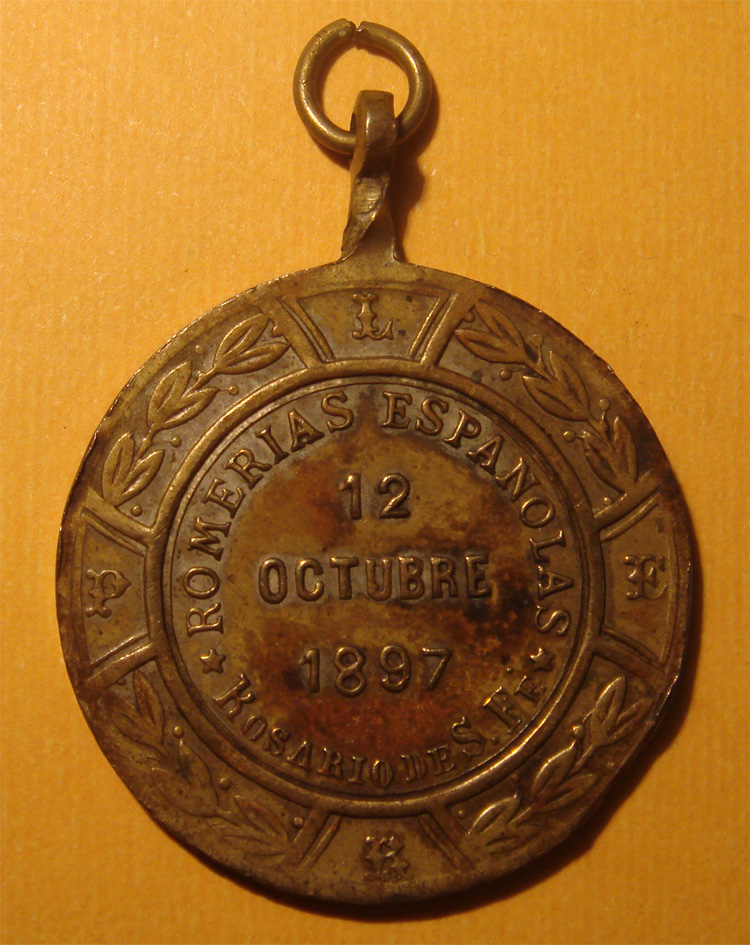 L
ROMERIAS ESPAÑOLAS
12
OCTUBRE
1897
ROSARIO DE S. FE
P
E
R